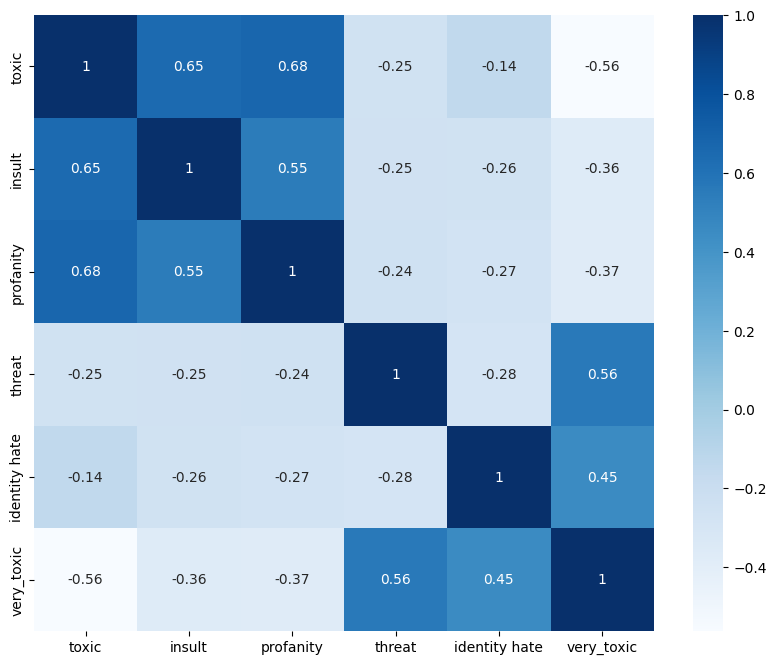 toxic 1 0.65 0.68 -0.25 -0.14 -0.56
insult 0.65 1 0.55 -0.25 -0.26 -0.36
profanity 0.68 0.55 1 -0.24 -0.27 -0.37
threat -0.25 -0.25 -0.24 1 -0.28 0.56
identity hate -0.14 -0.26 -0.27 -0.28 1 0.45
very_toxic -0.56 -0.36 -0.37 0.56 0.45 1
toxic insult profanity threat identity hate very_toxic
1.0
0.8
0.6
0.4
0.2
0.0
−0.2
−0.4